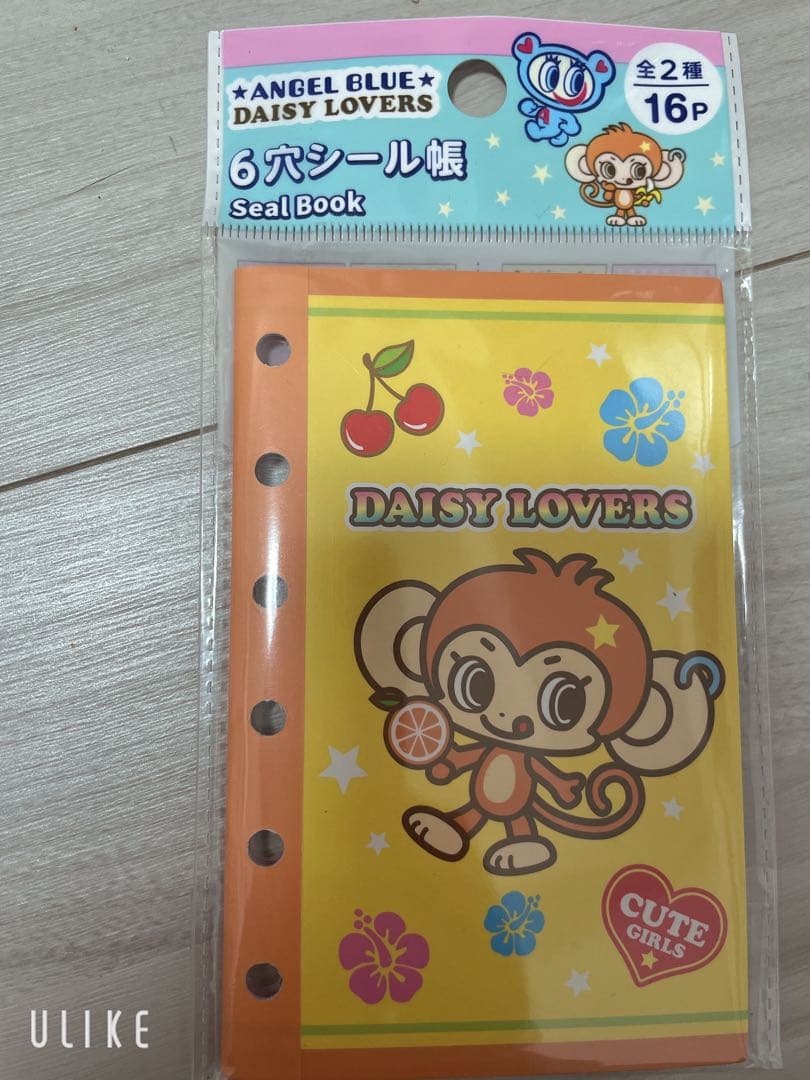 ★ANGEL BLUE★
DAISY LOVERS
全2種
16P
6穴シール帳
Seal Book
DAISY LOVERS
CUTE
GIRLS
ULIKE